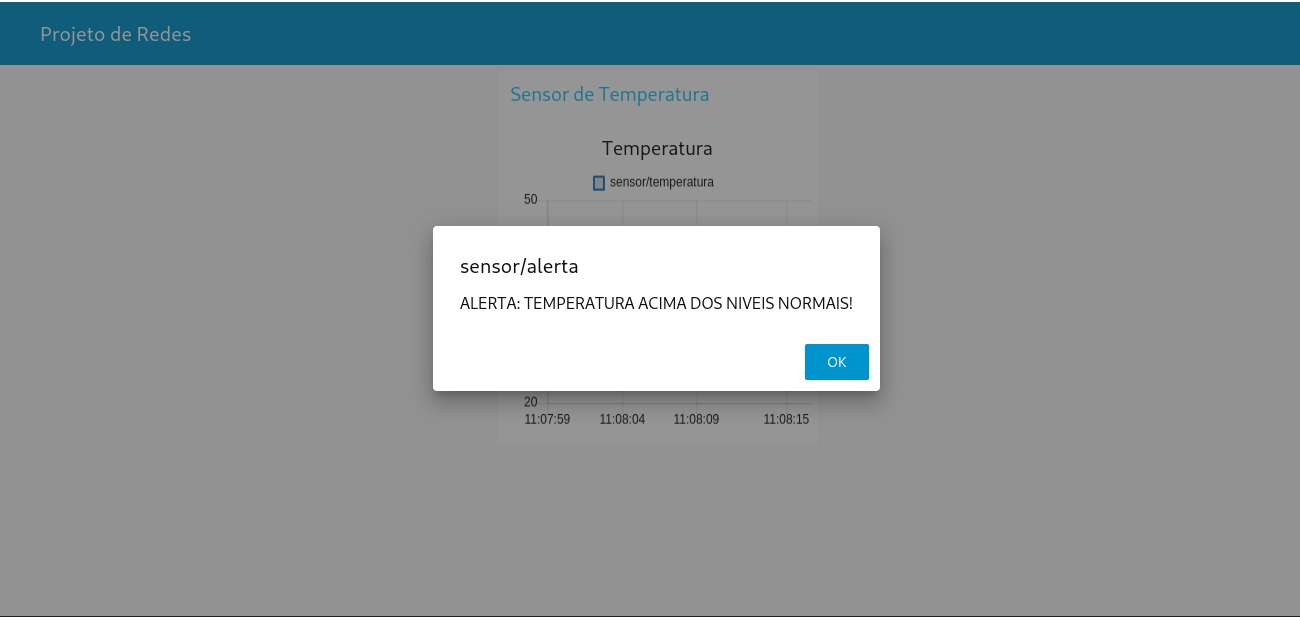 Projeto de Redes
Sensor de Temperatura
Temperatura
sensor/temperatura
50
sensor/alerta
ALERTA: TEMPERATURA ACIMA DOS NIVEIS NORMAIS!
OK
20
11:07:59 11:08:04 11:08:09 11:08:15